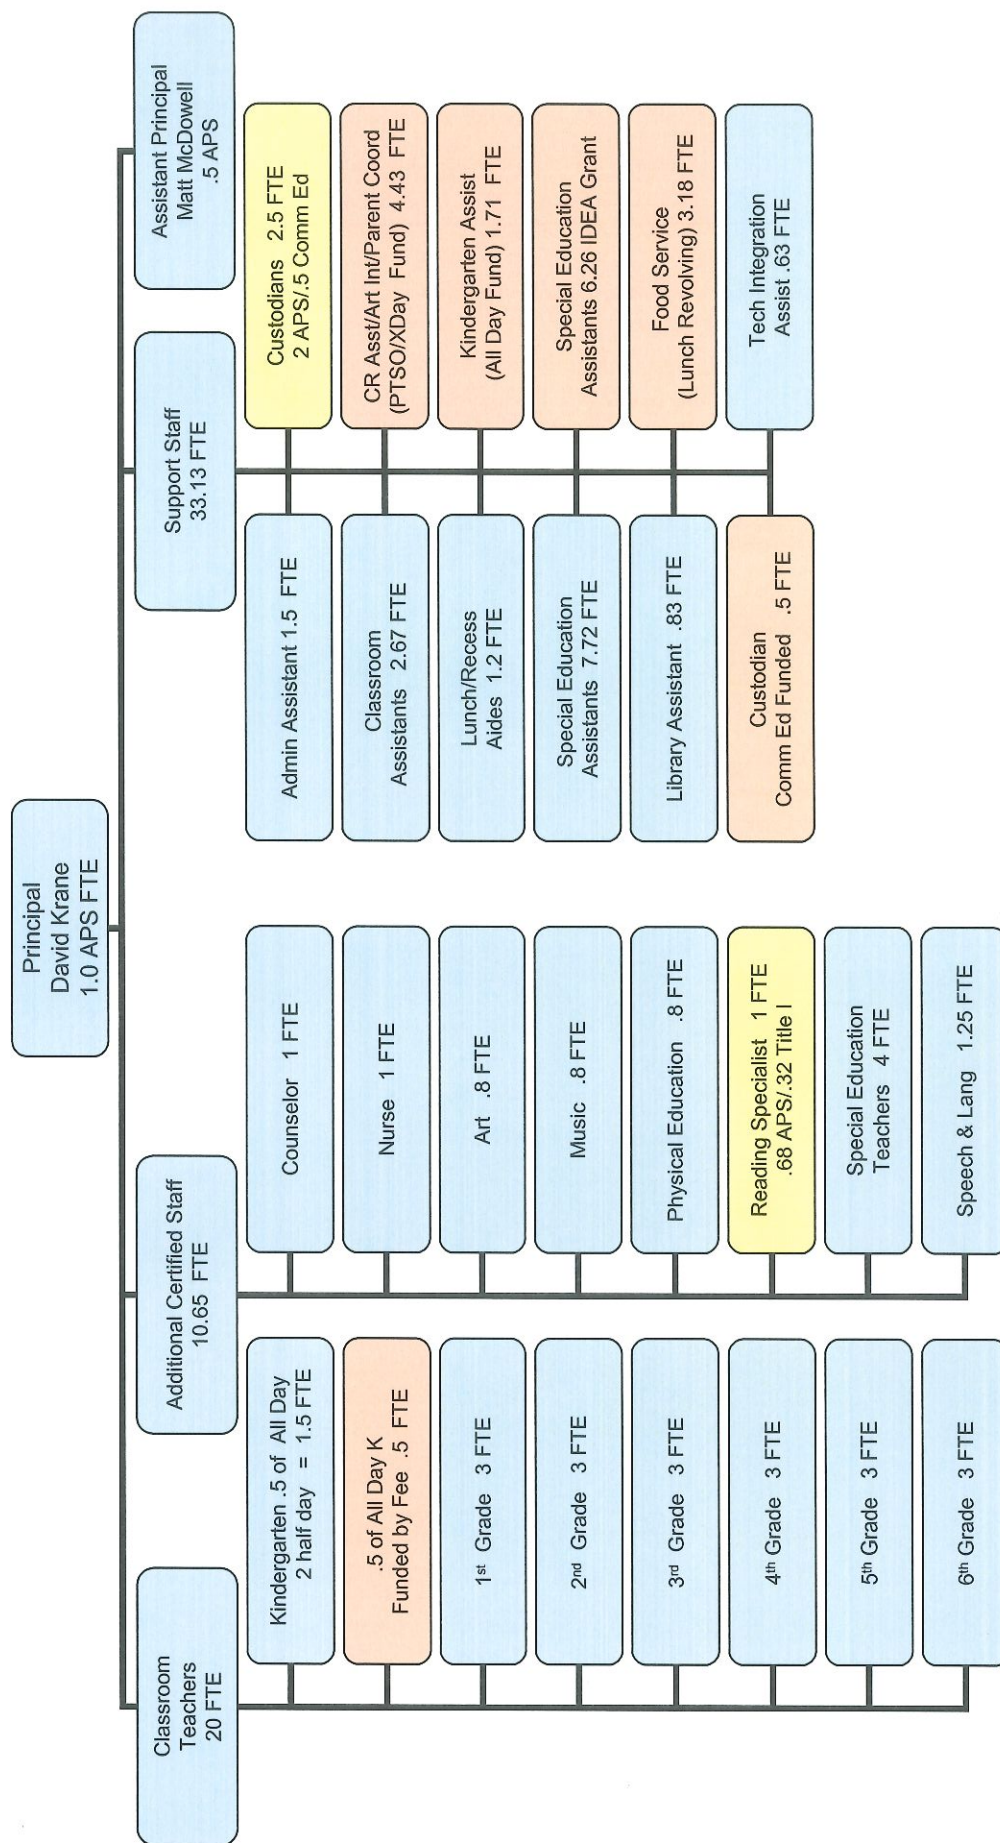 Principal
David Krane
1.0 APS FTE
Classroom
Teachers
20 FTE
Kindergarten .5 of All Day
2 half day = 1.5 FTE
.5 of All Day K
Funded by Fee .5 FTE
1st Grade 3 FTE
2nd Grade 3 FTE
3rd Grade 3 FTE
4th Grade 3 FTE
5th Grade 3 FTE
6th Grade 3 FTE
Additional Certified Staff
10.65 FTE
Counselor 1 FTE
Nurse 1 FTE
Art .8 FTE
Music .8 FTE
Physical Education .8 FTE
Reading Specialist 1 FTE
.68 APS/.32 Title I
Special Education
Teachers 4 FTE
Speech & Lang 1.25 FTE
Support Staff
33.13 FTE
Admin Assistant 1.5 FTE
Classroom
Assistants 2.67 FTE
Lunch/Recess
Aides 1.2 FTE
Special Education
Assistants 7.72 FTE
Library Assistant .83 FTE
Custodian
Comm Ed Funded .5 FTE
Custodians 2.5 FTE
2 APS/.5 Comm Ed
CR Asst/Art Int/Parent Coord
(PTSO/XDay Fund) 4.43 FTE
Kindergarten Assist
(All Day Fund) 1.71 FTE
Special Education
Assistants 6.26 IDEA Grant
Food Service
(Lunch Revolving) 3.18 FTE
Tech Integration
Assist .63 FTE
Assistant Principal
Matt McDowell
.5 APS